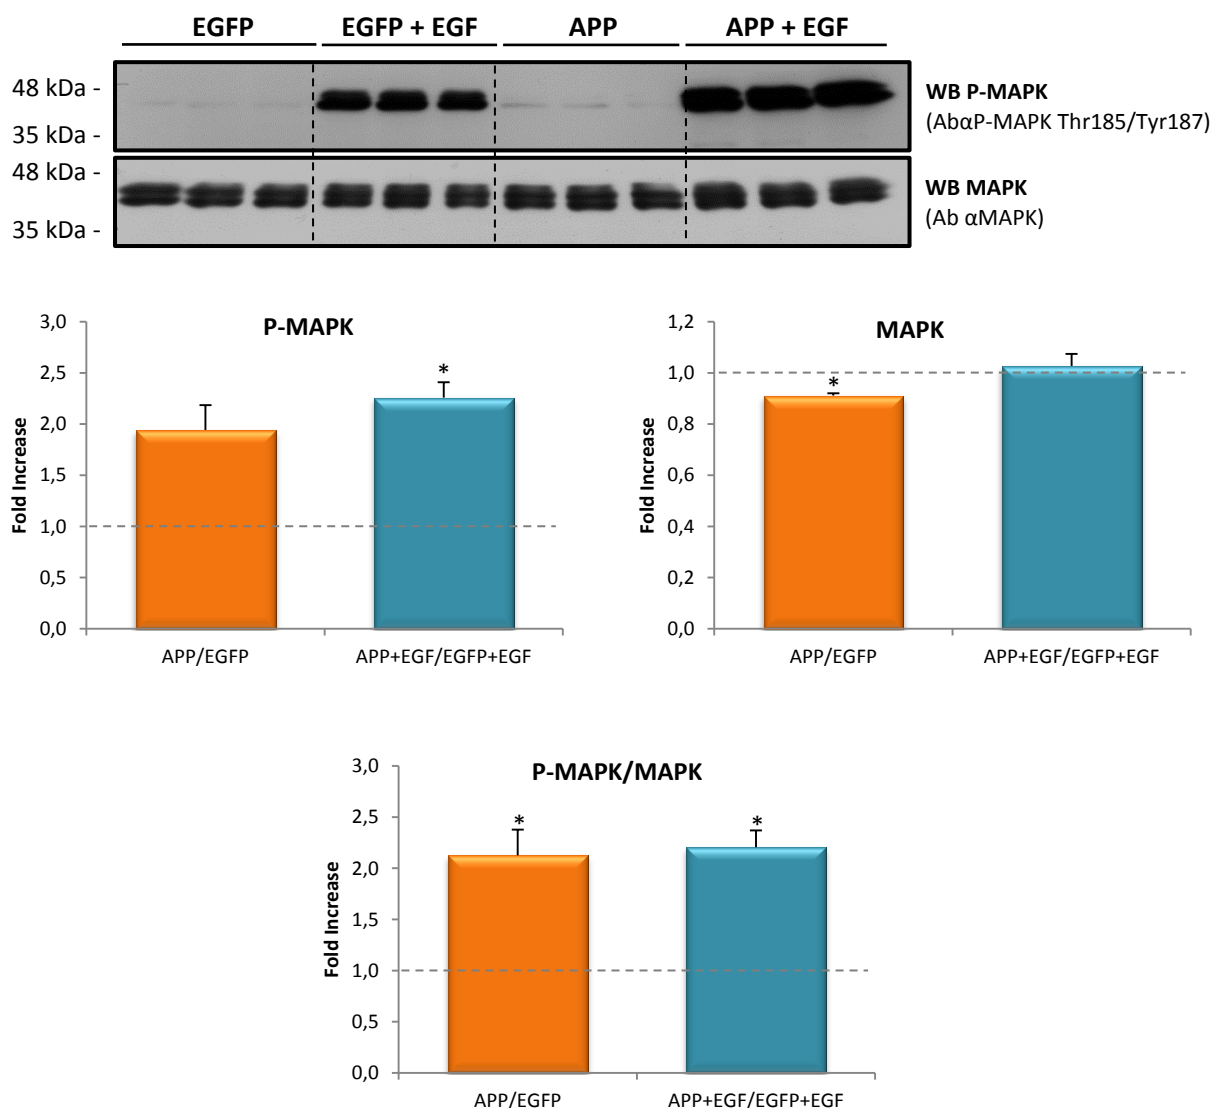 EGFP EGFP + EGF APP APP + EGF
48 kDa -
35 kDa -
WB P-MAPK
(AbαP-MAPK Thr185/Tyr187)
48 kDa -
35 kDa -
WB MAPK
(Ab αMAPK)
P-MAPK
Fold Increase
3,0
2,5
2,0
1,5
1,0
0,5
0,0
*
APP/EGFP APP+EGF/EGFP+EGF
MAPK
Fold Increase
1,2
1,0
0,8
0,6
0,4
0,2
0,0
*
APP/EGFP APP+EGF/EGFP+EGF
P-MAPK/MAPK
Fold Increase
3,0
2,5
2,0
1,5
1,0
0,5
0,0
* *
APP/EGFP APP+EGF/EGFP+EGF